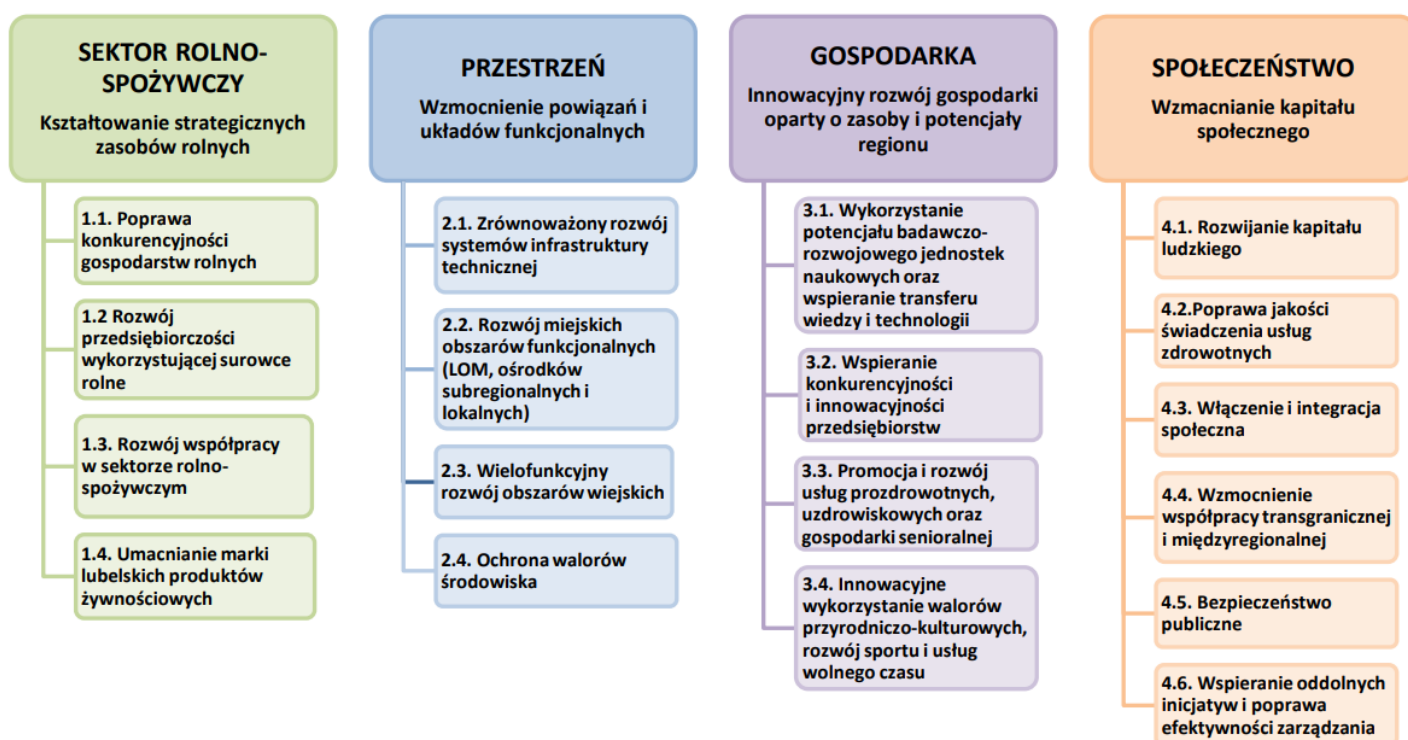 SEKTOR ROLNO-
SPOŻYWCZY
Kształtowanie strategicznych
zasobów rolnych
1.1. Poprawa
konkurencyjności
gospodarstw rolnych
1.2 Rozwój
przedsiębiorczości
wykorzystującej surowce
rolne
1.3. Rozwój współpracy
w sektorze rolno-
spożywczym
1.4. Umacnianie marki
lubelskich produktów
żywnościowych
PRZESTRZEŃ
Wzmocnienie powiązań i
układów funkcjonalnych
2.1. Zrównoważony rozwój
systemów infrastruktury
technicznej
2.2. Rozwój miejskich
obszarów funkcjonalnych
(LOM, ośrodków
subregionalnych i
lokalnych)
2.3. Wielofunkcyjny
rozwój obszarów wiejskich
2.4. Ochrona walorów
środowiska
GOSPODARKA
Innowacyjny rozwój gospodarki
oparty o zasoby i potencjały
regionu
3.1. Wykorzystanie
potencjału badawczo-
rozwojowego jednostek
naukowych oraz
wspieranie transferu
wiedzy i technologii
3.2. Wspieranie
konkurencyjności
i innowacyjności
przedsiębiorstw
3.3. Promocja i rozwój
usług prozdrowotnych,
uzdrowiskowych oraz
gospodarki senioralnej
3.4. Innowacyjne
wykorzystanie walorów
przyrodniczo-kulturowych,
rozwój sportu i usług
wolnego czasu
SPOŁECZEŃSTWO
Wzmacnianie kapitału
społecznego
4.1. Rozwijanie kapitału
ludzkiego
4.2.Poprawa jakości
świadczenia usług
zdrowotnych
4.3. Włączenie i integracja
społeczna
4.4. Wzmocnienie
współpracy transgranicznej
i międzyregionalnej
4.5. Bezpieczeństwo
publiczne
4.6. Wspieranie oddolnych
inicjatyw i poprawa
efektywności zarządzania